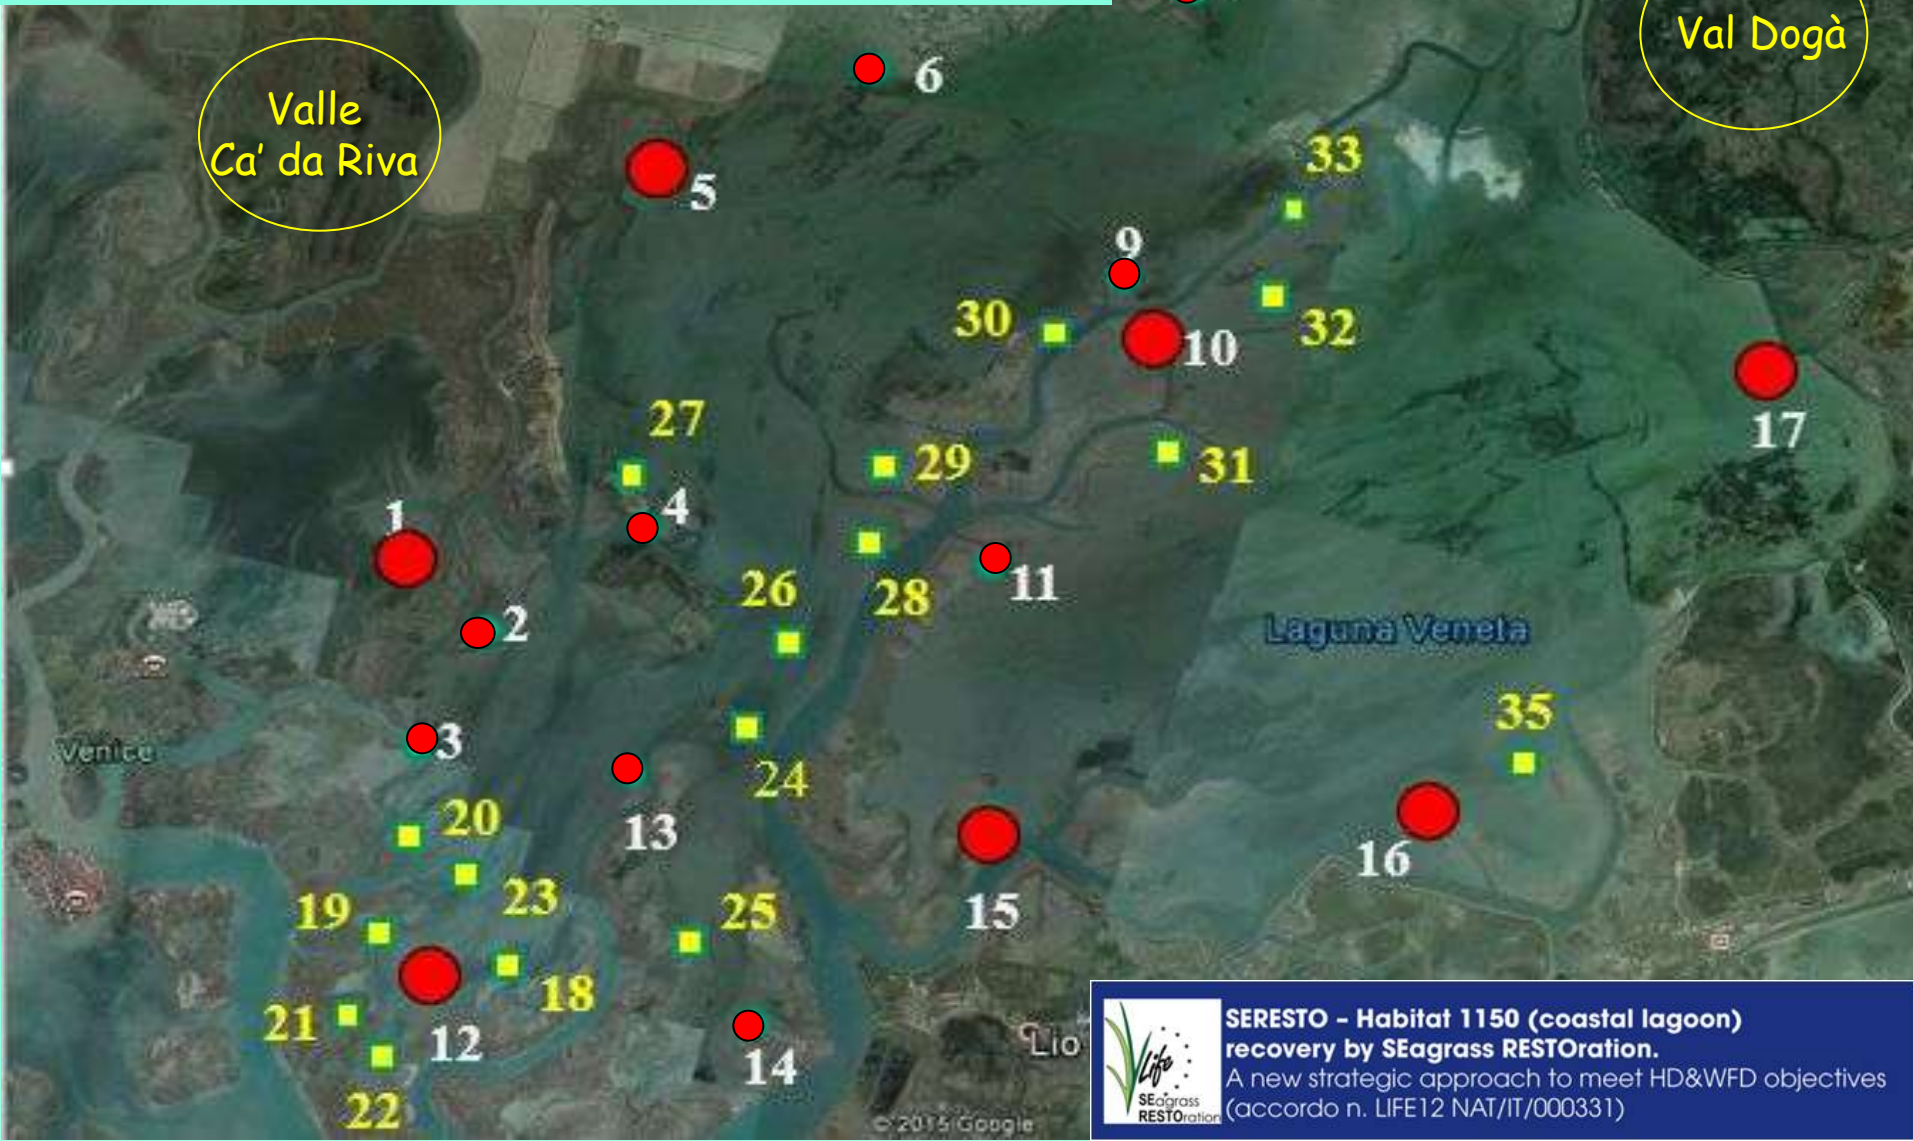 Val Dogà
6
Valle
Ca' da Riva
33
5
9
30
32
10
27
17
29
31
4
1
26
28
11
2
Laguna Veneta
35
3
Venice
24
20
13
16
23
19
25
15
18
21
12
Lio
14
22
© 2015 Google
SERESTO - Habitat 1150 (coastal lagoon)
recovery by SEagrass RESTOration.
A new strategic approach to meet HD&WFD objectives
(accordo n. LIFE12 NAT/IT/000331)
Life
SEagrass
RESTOration